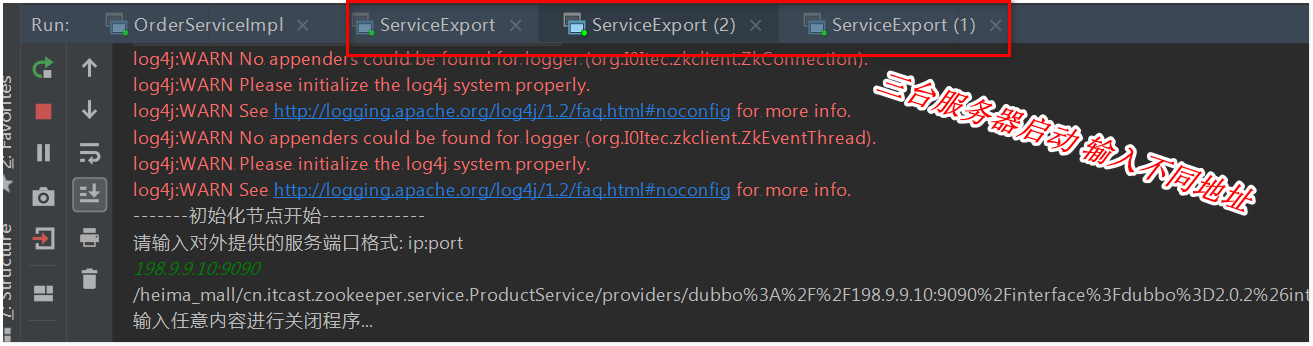 Run: OrderServiceImpl × ServiceExport × ServiceExport (2) × ServiceExport (1) ×
log4j:WARN No appenders could be found for logger (org.I0Itec.zkclient.ZkConnection).
log4j:WARN Please initialize the log4j system properly.
log4j:WARN See http://logging.apache.org/log4j/1.2/faq.html#noconfig for more info.
log4j:WARN No appenders could be found for logger (org.I0Itec.zkclient.ZkEventThread).
log4j:WARN Please initialize the log4j system properly.
log4j:WARN See http://logging.apache.org/log4j/1.2/faq.html#noconfig for more info.
-------初始化节点开始-------------
请输入对外提供的服务端口格式: ip:port
198.9.9.10:9090
/heima_mall/cn.itcast.zookeeper.service.ProductService/providers/dubbo%3A%2F%2F198.9.9.10:9090%2Finterface%3Fdubbo%3D2.0.2%26int
输入任意内容进行关闭程序...
三台服务器启动 输入不同地址
2: Favorites
7: Structure